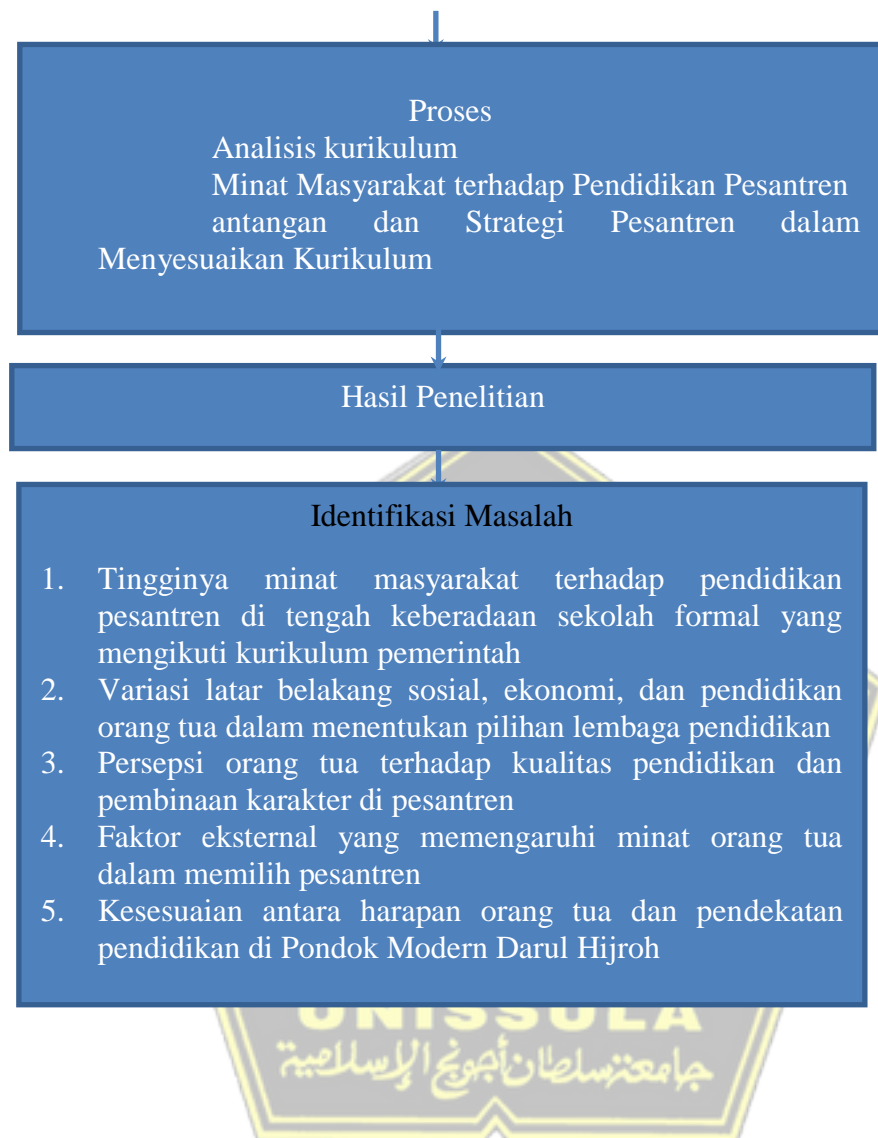 Proses
Analisis kurikulum
Minat Masyarakat terhadap Pendidikan Pesantren
antangan dan Strategi Pesantren dalam
Menyesuaikan Kurikulum
Hasil Penelitian
Identifikasi Masalah
1. Tingginya minat masyarakat terhadap pendidikan
pesantren di tengah keberadaan sekolah formal yang
mengikuti kurikulum pemerintah
2. Variasi latar belakang sosial, ekonomi, dan pendidikan
orang tua dalam menentukan pilihan lembaga pendidikan
3. Persepsi orang tua terhadap kualitas pendidikan dan
pembinaan karakter di pesantren
4. Faktor eksternal yang memengaruhi minat orang tua
dalam memilih pesantren
5. Kesesuaian antara harapan orang tua dan pendekatan
pendidikan di Pondok Modern Darul Hijroh
UNISSULA
جامعتسلطان أجونج الإسلامية